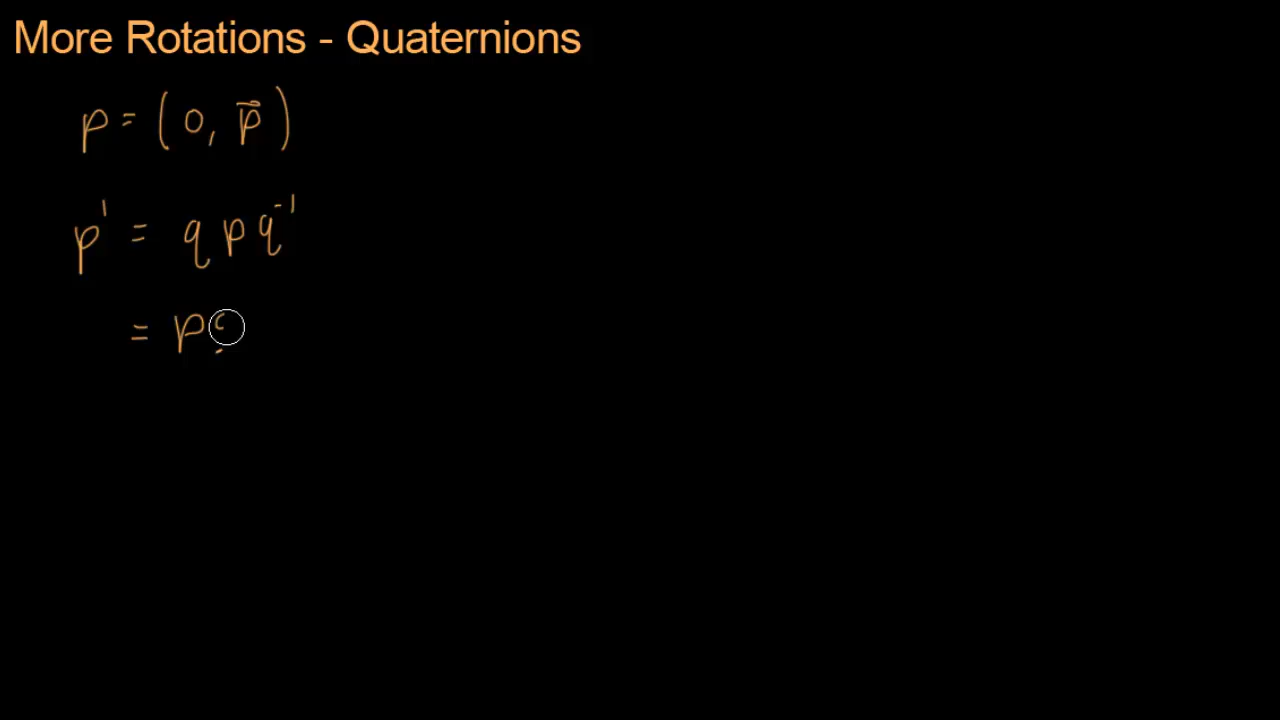 More Rotations - Quaternions
p = ( 0, p⃗ )
p' = q p q⁻¹
= p